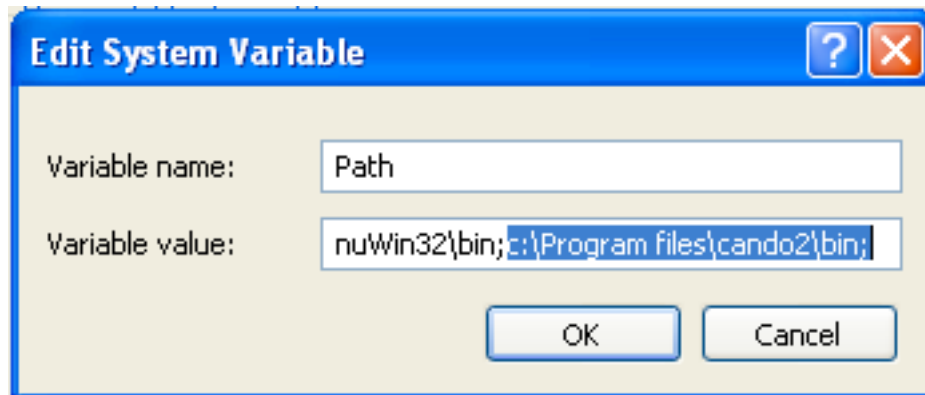 Edit System Variable
Variable name: Path
Variable value: nuWin32\bin;c:\Program files\cando2\bin;
OK Cancel